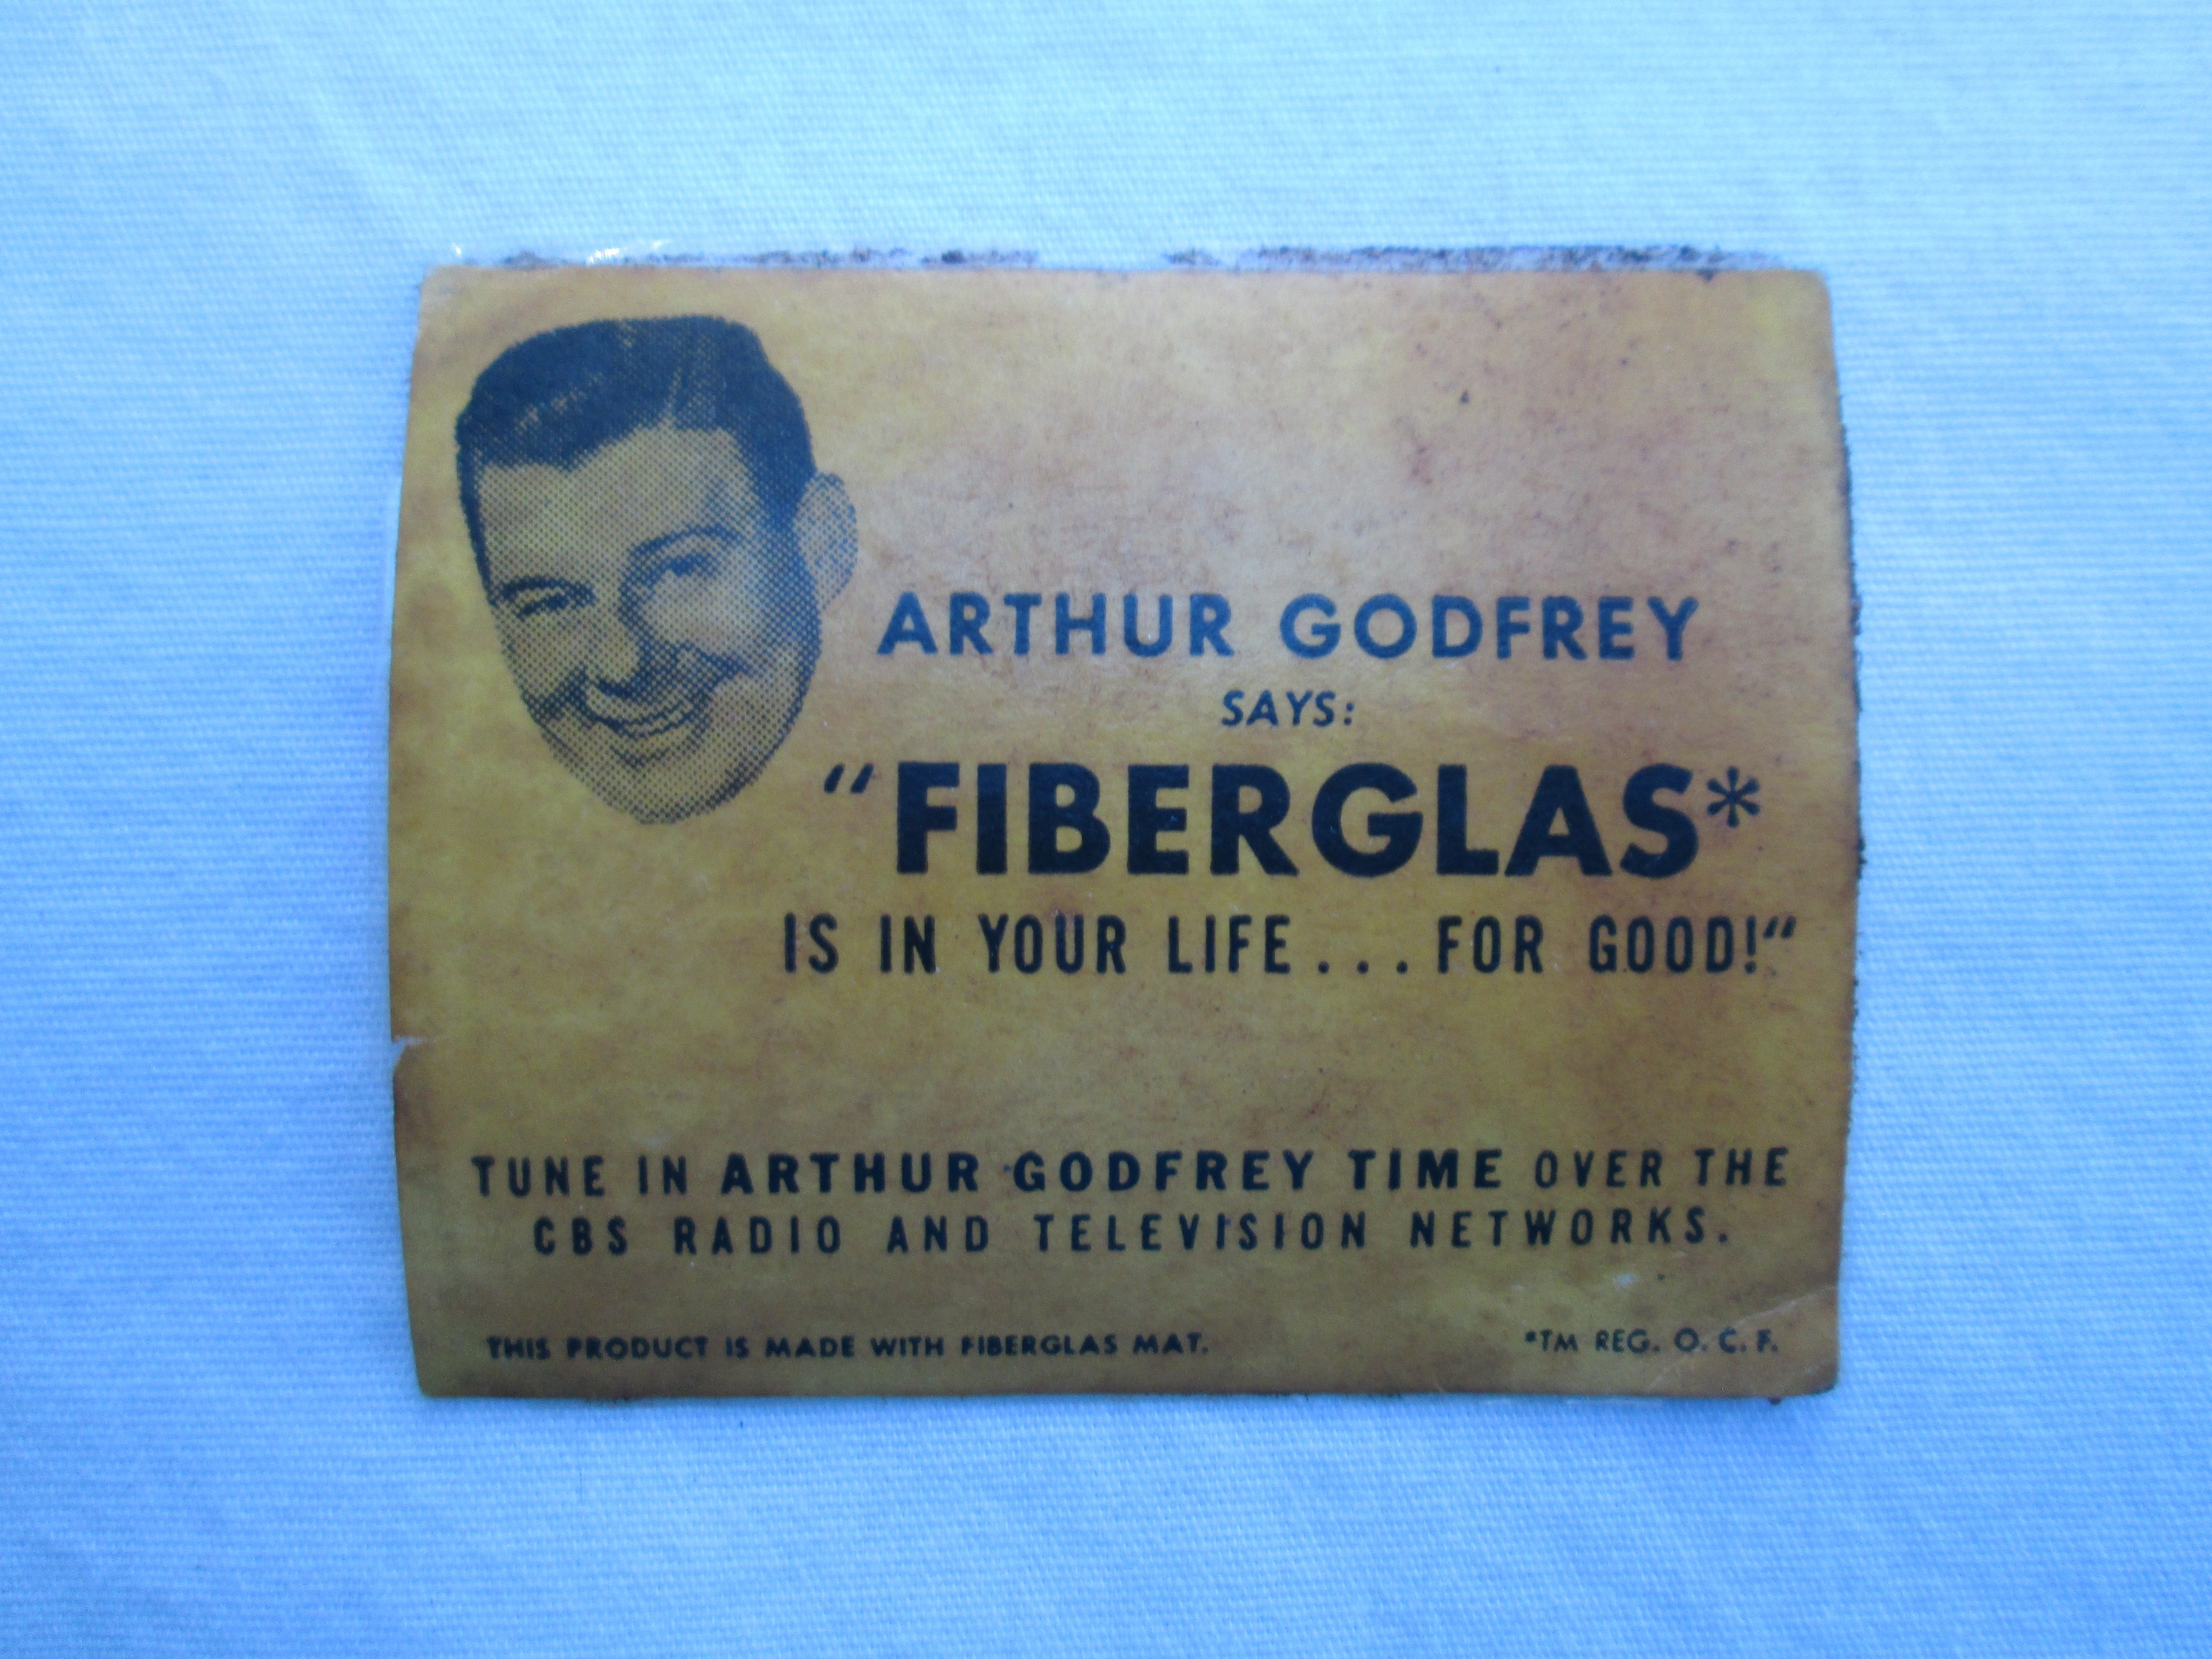 ARTHUR GODFREY
SAYS:
“FIBERGLAS*
IS IN YOUR LIFE... FOR GOOD!“
TUNE IN ARTHUR GODFREY TIME OVER THE
CBS RADIO AND TELEVISION NETWORKS.
THIS PRODUCT IS MADE WITH FIBERGLAS MAT.
*TM REG. O. C. F.